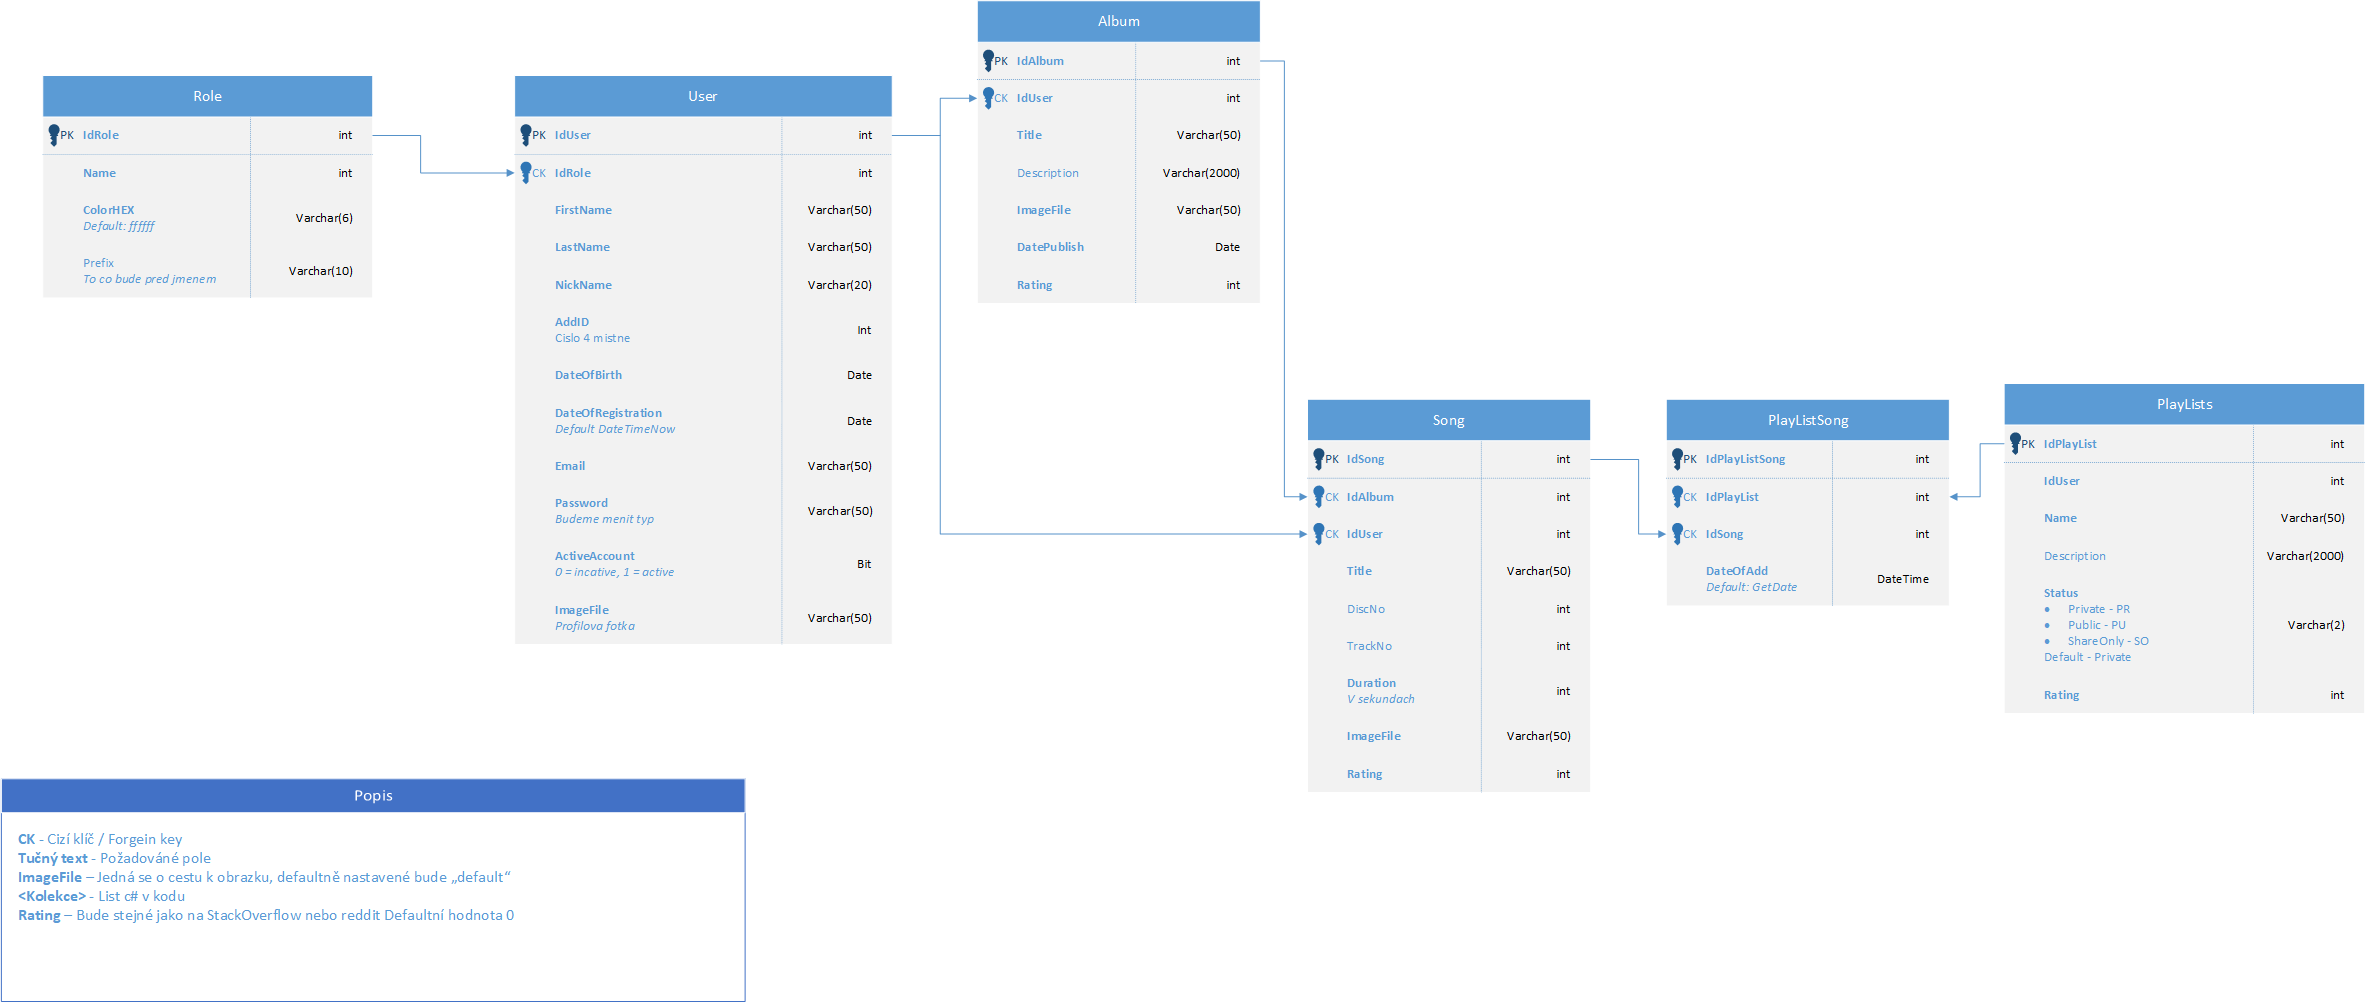 Role
PK IdRole int
Name int
ColorHEX
Default: ffffff
Varchar(6)
Prefix
To co bude pred jmenem
Varchar(10)
User
PK IdUser int
CK IdRole int
FirstName Varchar(50)
LastName Varchar(50)
NickName Varchar(20)
AddID
Cislo 4 mistne
Int
DateOfBirth Date
DateOfRegistration
Default DateTimeNow
Date
Email Varchar(50)
Password
Budeme menit typ
Varchar(50)
ActiveAccount
0 = incative, 1 = active
Bit
ImageFile
Profilova fotka
Varchar(50)
Album
PK IdAlbum int
CK IdUser int
Title Varchar(50)
Description Varchar(2000)
ImageFile Varchar(50)
DatePublish Date
Rating int
Song
PK IdSong int
CK IdAlbum int
CK IdUser int
Title Varchar(50)
DiscNo int
TrackNo int
Duration
V sekundach
int
ImageFile Varchar(50)
Rating int
PlayListSong
PK IdPlayListSong int
CK IdPlayList int
CK IdSong int
DateOfAdd
Default: GetDate
DateTime
PlayLists
PK IdPlayList int
IdUser int
Name Varchar(50)
Description Varchar(2000)
Status
• Private - PR
• Public - PU
• ShareOnly - SO
Default - Private
Varchar(2)
Rating int
Popis
CK - Cizí klíč / Forgein key
Tučný text - Požadováné pole
ImageFile – Jedná se o cestu k obrazku, defaultně nastavené bude „default“
<Kolekce> - List c# v kodu
Rating – Bude stejné jako na StackOverflow nebo reddit Defaultní hodnota 0